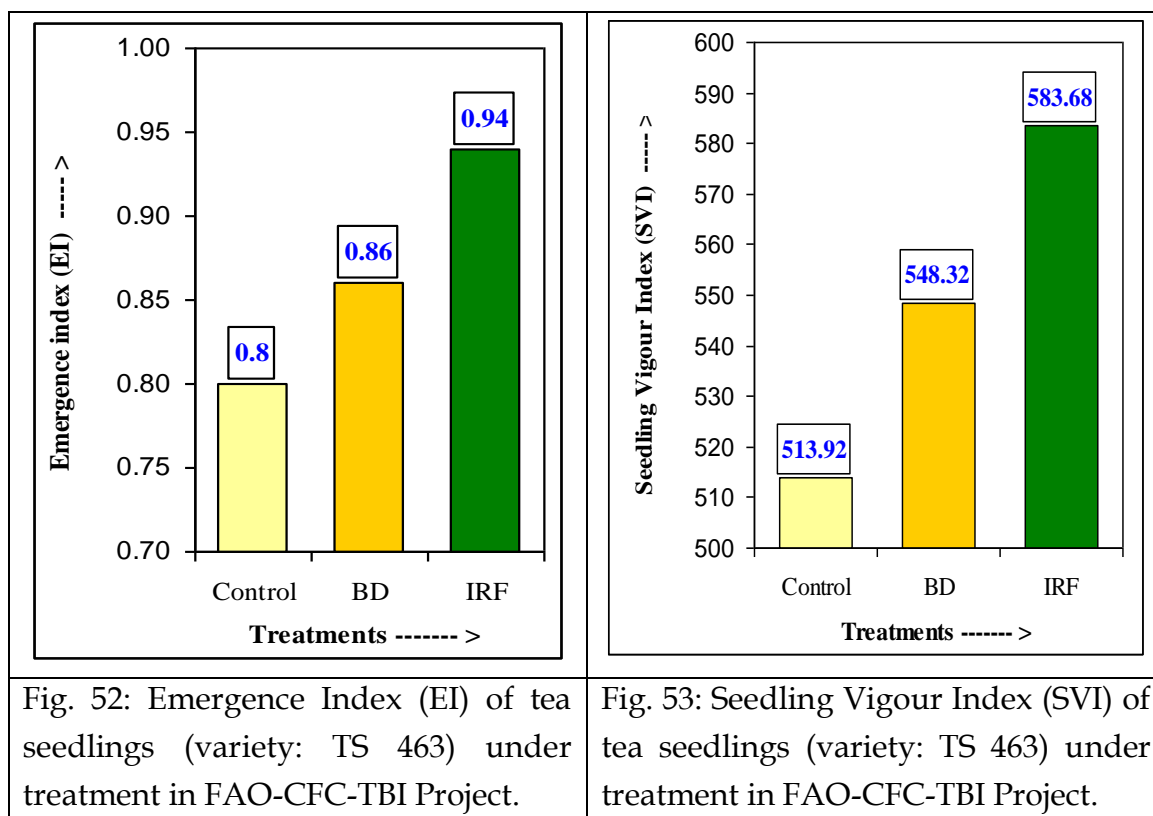 Emergence index (EI) ----- >
1.00
0.95
0.90
0.85
0.80
0.75
0.70
0.8
0.86
0.94
Control BD IRF
Treatments ------- >
Seedling Vigour Index (SVI) ----- >
600
590
580
570
560
550
540
530
520
510
500
513.92
548.32
583.68
Control BD IRF
Treatments ------- >
Fig. 52: Emergence Index (EI) of tea
seedlings (variety: TS 463) under
treatment in FAO-CFC-TBI Project.
Fig. 53: Seedling Vigour Index (SVI) of
tea seedlings (variety: TS 463) under
treatment in FAO-CFC-TBI Project.